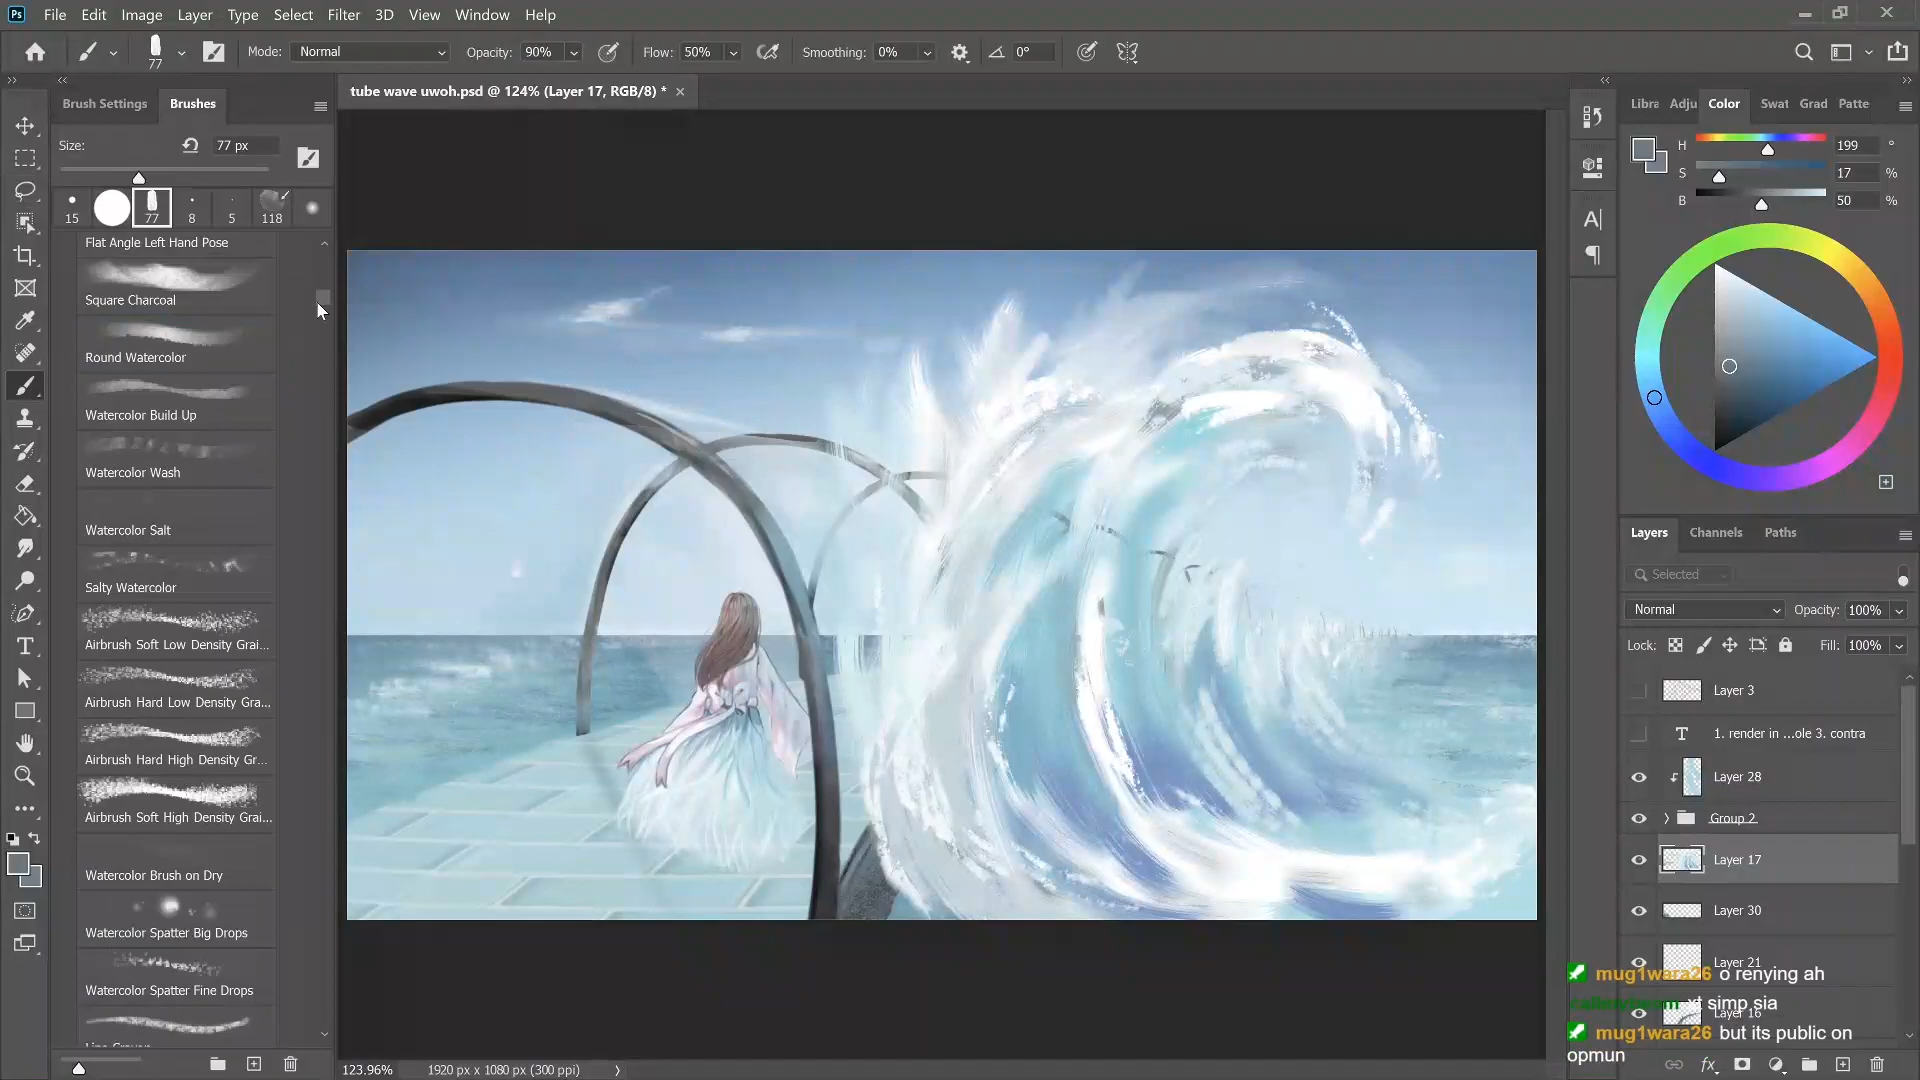 Ps File Edit Image Layer Type Select Filter 3D View Window Help
77 Mode: Normal Opacity: 90% Flow: 50% Smoothing: 0% 0°
Brush Settings Brushes
Size: 77 px
15 77 8 5 118
Flat Angle Left Hand Pose
Square Charcoal
Round Watercolor
Watercolor Build Up
Watercolor Wash
Watercolor Salt
Salty Watercolor
Airbrush Soft Low Density Grai...
Airbrush Hard Low Density Gra...
Airbrush Hard High Density Gr...
Airbrush Soft High Density Grai...
Watercolor Brush on Dry
Watercolor Spatter Big Drops
Watercolor Spatter Fine Drops
tube wave uwoh.psd @ 124% (Layer 17, RGB/8) *
123.96% 1920 px x 1080 px (300 ppi)
Libra Adju Color Swat Grad Patte
H 199 °
S 17 %
B 50 %
Layers Channels Paths
Selected
Normal Opacity: 100%
Lock: Fill: 100%
Layer 3
T 1. render in ...ole 3. contra
Layer 28
Group 2
Layer 17
Layer 30
Layer 21
Layer 16
mug1wara26 o renying ah
xt simp sia
mug1wara26 but its public on
opmun